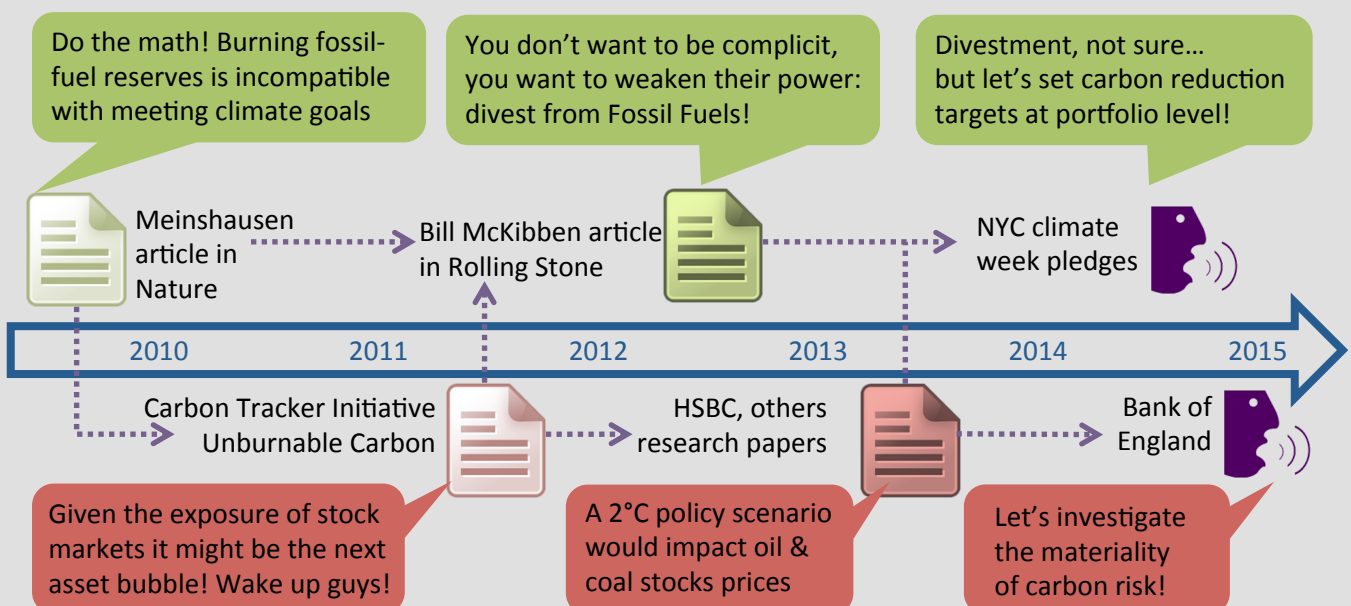 Do the math! Burning fossil-
fuel reserves is incompatible
with meeting climate goals
You don't want to be complicit,
you want to weaken their power:
divest from Fossil Fuels!
Divestment, not sure...
but let's set carbon reduction
targets at portfolio level!
Meinshausen
article in
Nature
Bill McKibben article
in Rolling Stone
NYC climate
week pledges
2010
2011
2012
2013
2014
2015
Carbon Tracker Initiative
Unburnable Carbon
HSBC, others
research papers
Bank of
England
Given the exposure of stock
markets it might be the next
asset bubble! Wake up guys!
A 2°C policy scenario
would impact oil &
coal stocks prices
Let's investigate
the materiality
of carbon risk!